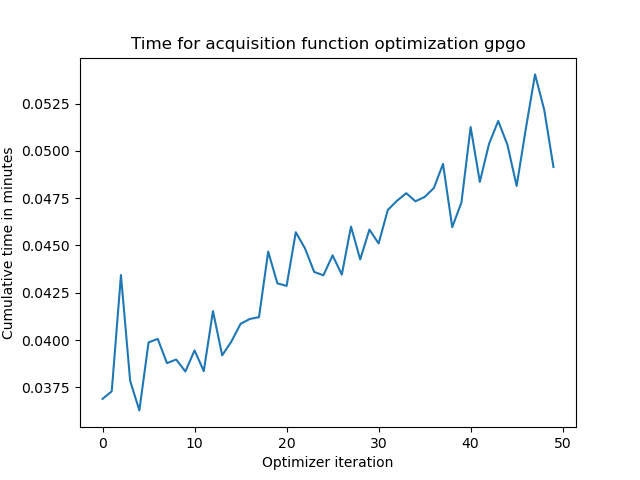 Time for acquisition function optimization gpgo
0.0525
0.0500
0.0475
0.0450
0.0425
0.0400
0.0375
Cumulative time in minutes
0 10 20 30 40 50
Optimizer iteration